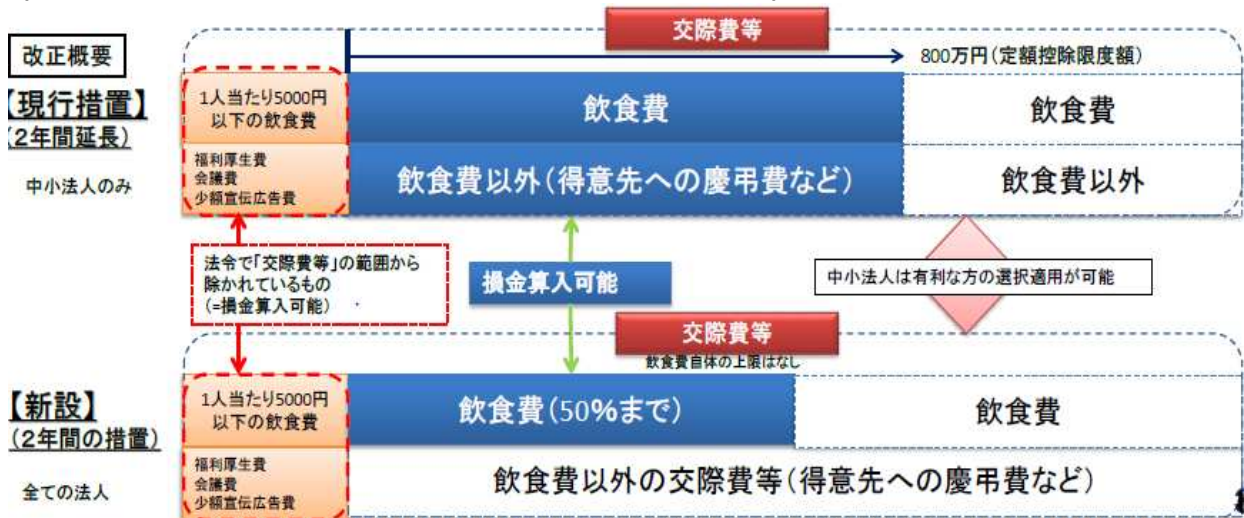 交際費等
改正概要
800万円(定額控除限度額)
【現行措置】
(2年間延長)
中小法人のみ
1人当たり5000円
以下の飲食費
飲食費
飲食費
福利厚生費
会議費
少額宣伝広告費
飲食費以外(得意先への慶弔費など)
飲食費以外
法令で「交際費等」の範囲から
除かれているもの
(=損金算入可能)
損金算入可能
中小法人は有利な方の選択適用が可能
交際費等
飲食費自体の上限はなし
【新設】
(2年間の措置)
全ての法人
1人当たり5000円
以下の飲食費
飲食費(50%まで)
飲食費
福利厚生費
会議費
少額宣伝広告費
飲食費以外の交際費等(得意先への慶弔費など)